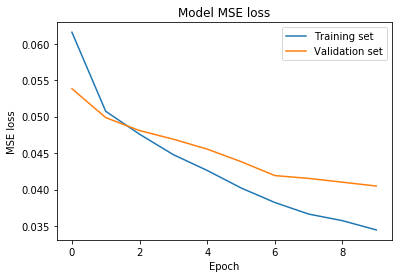 Model MSE loss
Training set
Validation set
MSE loss
0.060
0.055
0.050
0.045
0.040
0.035
0 2 4 6 8
Epoch